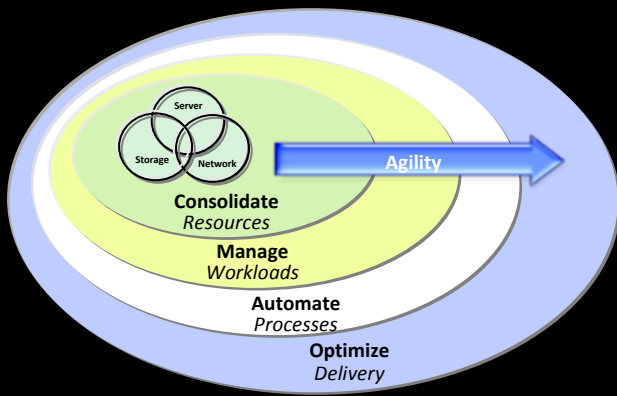 Server
Storage
Network
Agility
Consolidate
Resources
Manage
Workloads
Automate
Processes
Optimize
Delivery